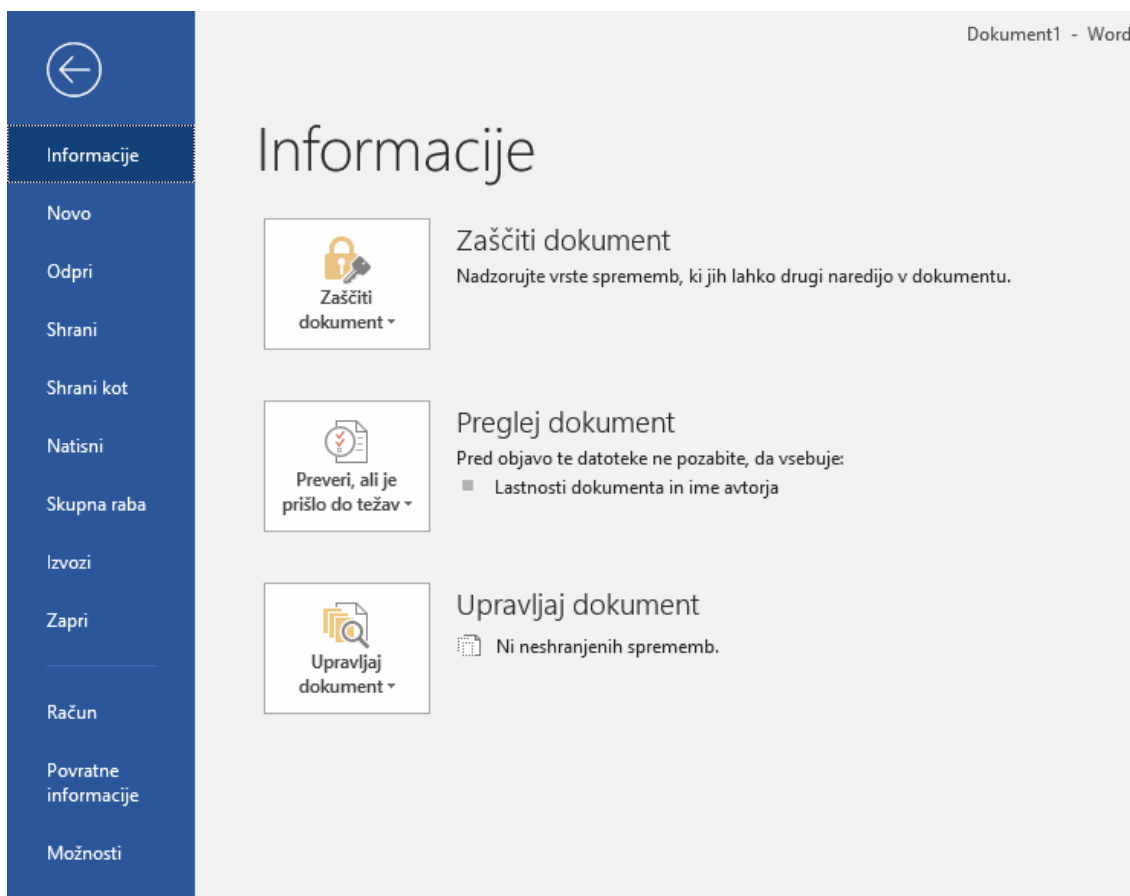 Dokument1 - Word
Informacije
Novo
Odpri
Shrani
Shrani kot
Natisni
Skupna raba
Izvozi
Zapri
Račun
Povratne
informacije
Možnosti
Informacije
Zaščiti
dokument
Zaščiti dokument
Nadzorujte vrste sprememb, ki jih lahko drugi naredijo v dokumentu.
Preveri, ali je
prišlo do težav
Preglej dokument
Pred objavo te datoteke ne pozabite, da vsebuje:
Lastnosti dokumenta in ime avtorja
Upravljaj
dokument
Upravljaj dokument
Ni neshranjenih sprememb.